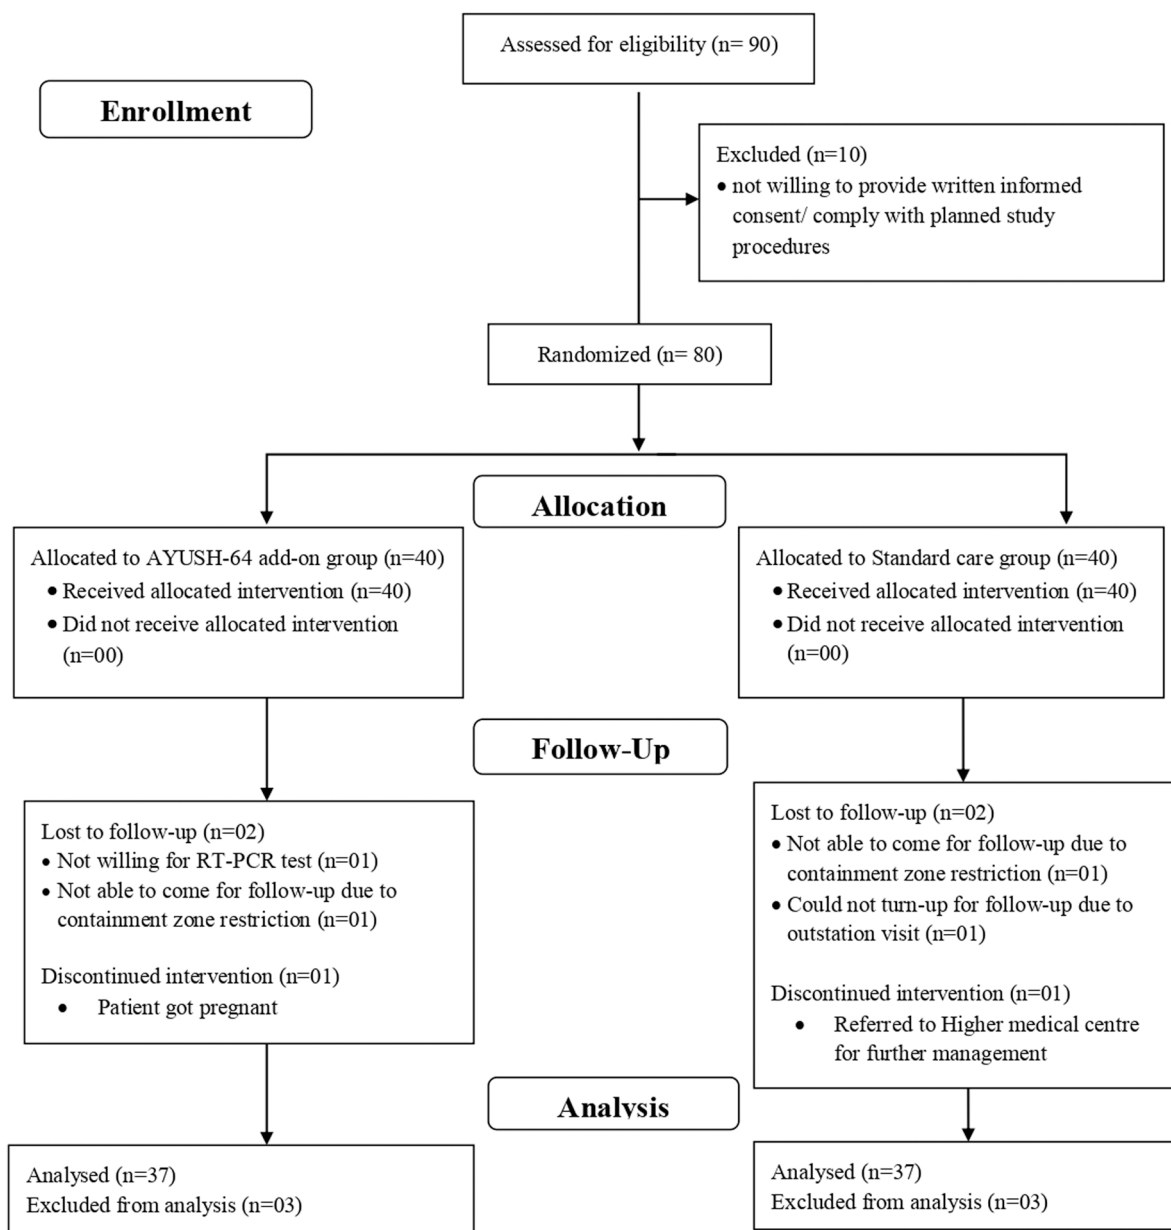 Assessed for eligibility (n= 90)
Enrollment
Excluded (n=10)
• not willing to provide written informed
consent/ comply with planned study
procedures
Randomized (n= 80)
Allocation
Allocated to AYUSH-64 add-on group (n=40)
• Received allocated intervention (n=40)
• Did not receive allocated intervention
(n=00)
Allocated to Standard care group (n=40)
• Received allocated intervention (n=40)
• Did not receive allocated intervention
(n=00)
Follow-Up
Lost to follow-up (n=02)
• Not willing for RT-PCR test (n=01)
• Not able to come for follow-up due to
containment zone restriction (n=01)
Discontinued intervention (n=01)
• Patient got pregnant
Lost to follow-up (n=02)
• Not able to come for follow-up due to
containment zone restriction (n=01)
• Could not turn-up for follow-up due to
outstation visit (n=01)
Discontinued intervention (n=01)
• Referred to Higher medical centre
for further management
Analysis
Analysed (n=37)
Excluded from analysis (n=03)
Analysed (n=37)
Excluded from analysis (n=03)